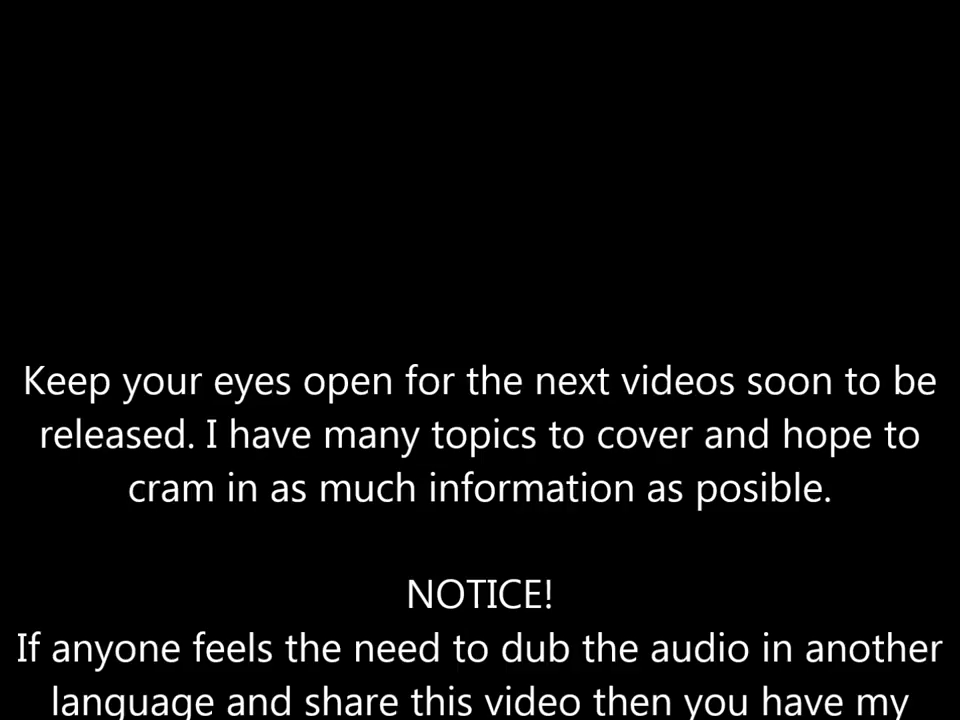 Keep your eyes open for the next videos soon to be
released. I have many topics to cover and hope to
cram in as much information as posible.
NOTICE!
If anyone feels the need to dub the audio in another
language and share this video then you have my